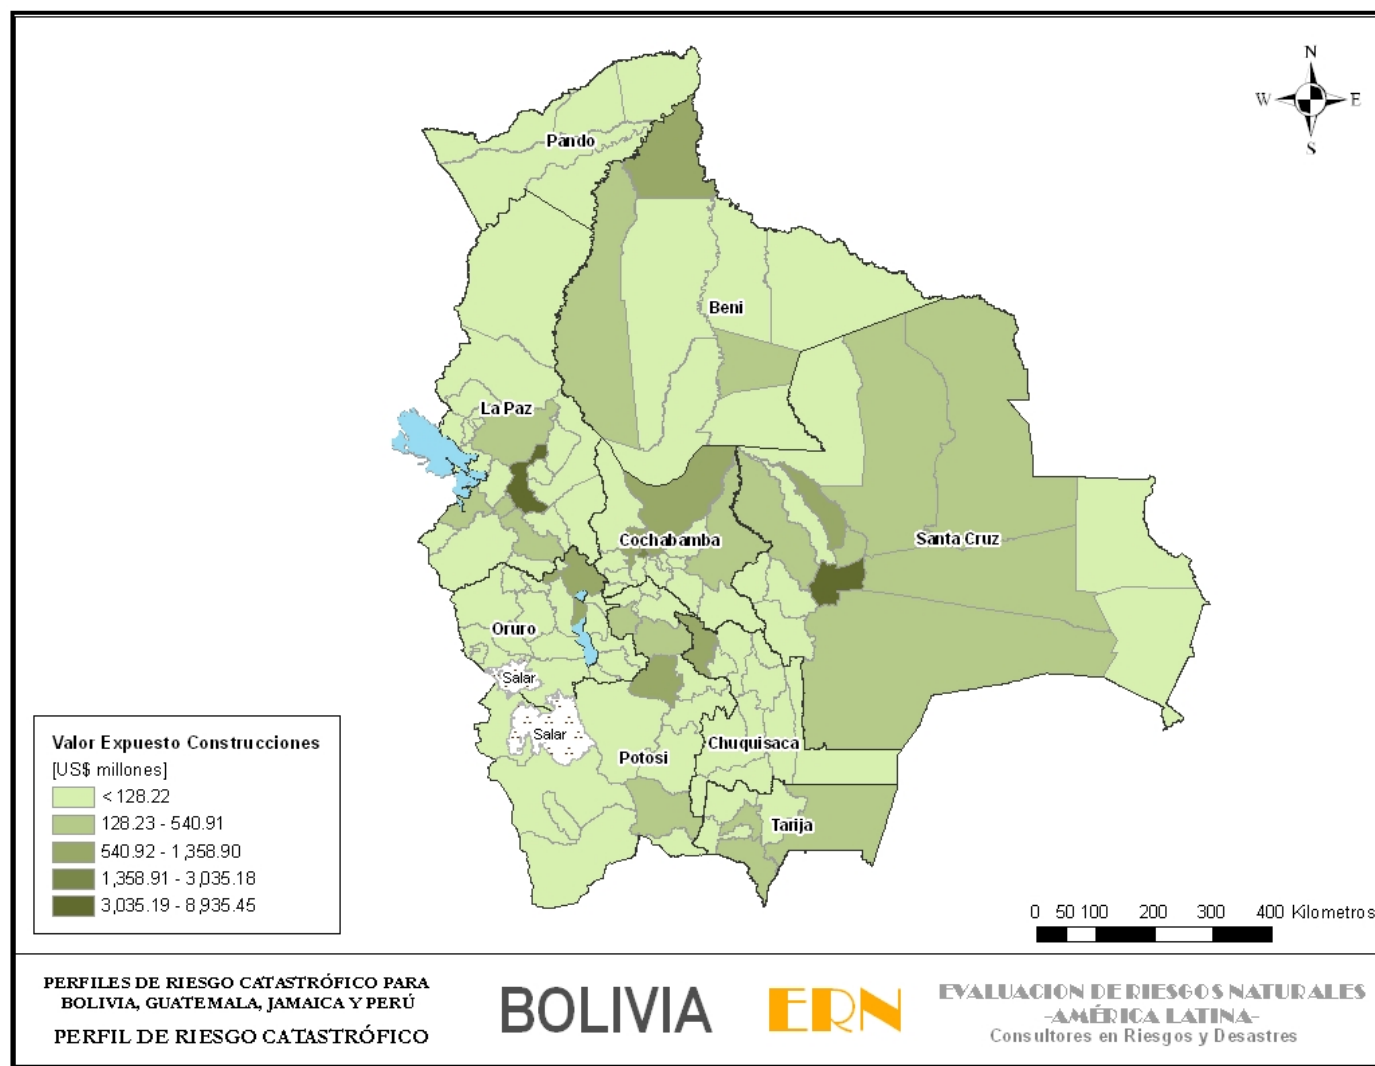 N
W E
S
Pando
Beni
La Paz
Cochabamba
Santa Cruz
Oruro
Salar
Salar
Potosi
Chuquisaca
Tarija
Valor Expuesto Construcciones
[US$ millones]
< 128.22
128.23 - 540.91
540.92 - 1,358.90
1,358.91 - 3,035.18
3,035.19 - 8,935.45
0 50 100 200 300 400 Kilometros
PERFILES DE RIESGO CATASTRÓFICO PARA
BOLIVIA, GUATEMALA, JAMAICA Y PERÚ
PERFIL DE RIESGO CATASTRÓFICO
BOLIVIA
ERN
EVALUACION DE RIESGOS NATURALES
-AMÉRICA LATINA-
Consultores en Riesgos y Desastres